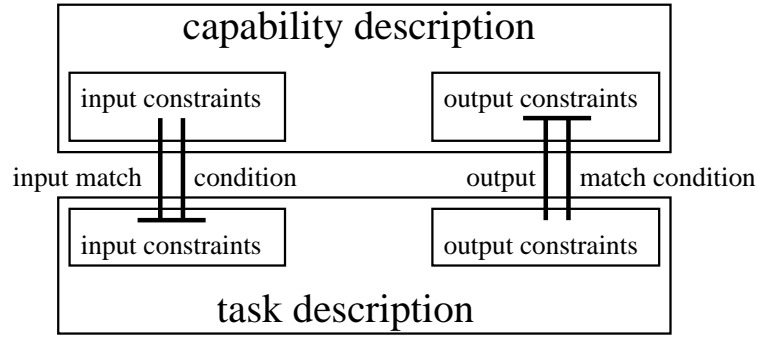 capability description
input constraints output constraints
input match condition output match condition
input constraints output constraints
task description